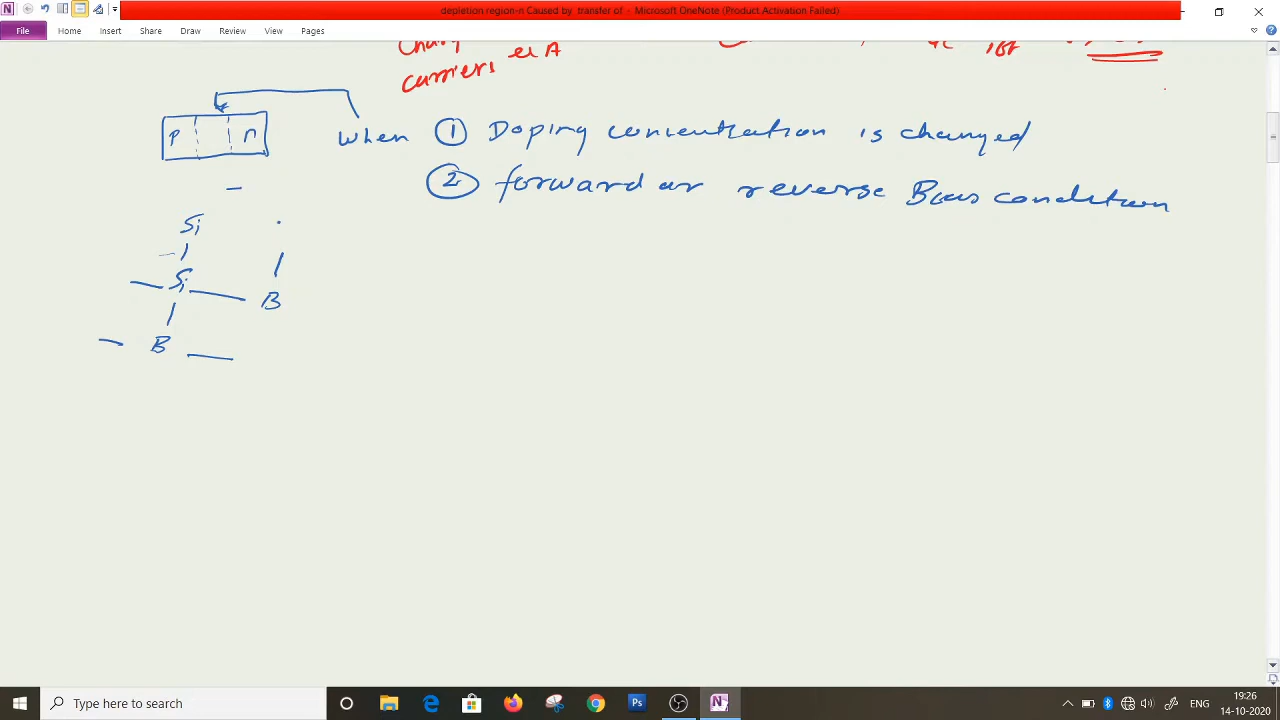 depletion region-n Caused by transfer of - Microsoft OneNote (Product Activation Failed)
File Home Insert Share Draw Review View Pages
carriers
p n
when ① Doping concentration is changed
② forward or reverse Bias condition
Si
Si B
B
Type here to search
Ps
ENG
19:26
14-10-2020